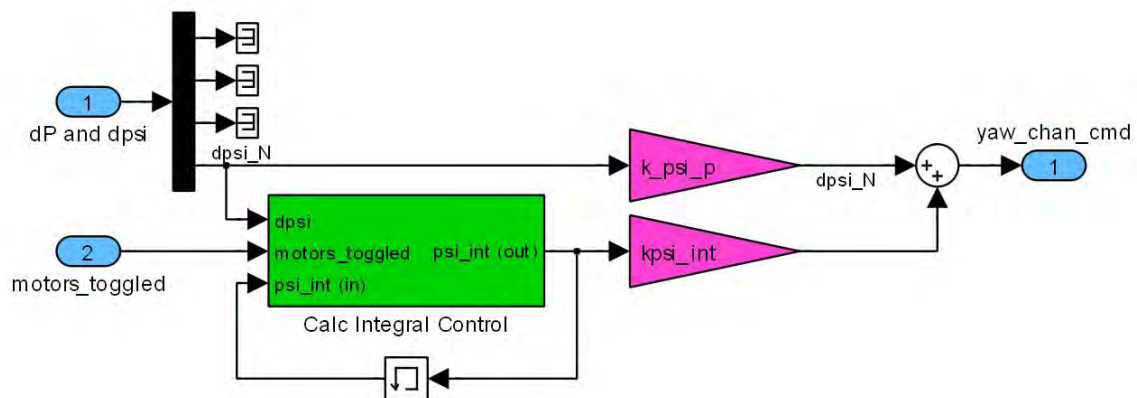 1
dP and dpsi
dpsi_N
k_psi_p
dpsi_N
yaw_chan_cmd
1
2
motors_toggled
dpsi
motors_toggled
psi_int (in)
psi_int (out)
kpsi_int
Calc Integral Control